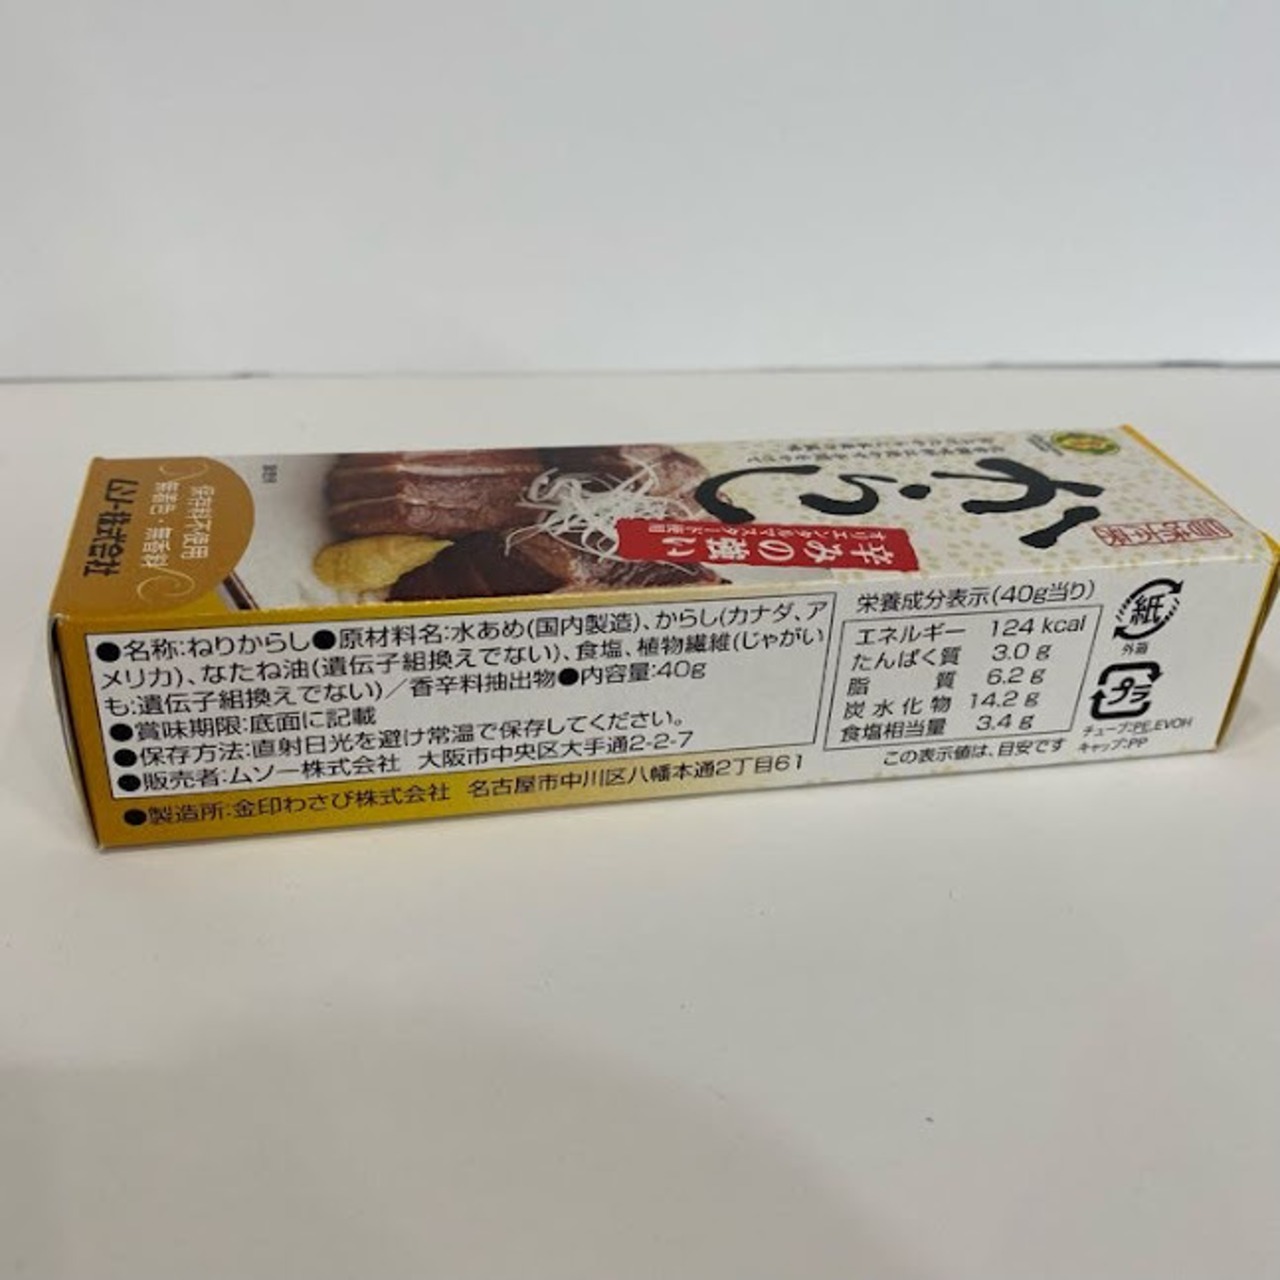 からし
辛みの強い
オリエンタルマスタード使用
保存料不使用
無着色・無香料
ムソー株式会社
●名称:ねりからし●原材料名:水あめ(国内製造)、からし(カナダ、ア
メリカ)、なたね油(遺伝子組換えでない)、食塩、植物繊維(じゃがい
も:遺伝子組換えでない)／香辛料抽出物●内容量:40g
●賞味期限:底面に記載
●保存方法:直射日光を避け常温で保存してください。
●販売者:ムソー株式会社 大阪市中央区大手通2-2-7
●製造所:金印わさび株式会社 名古屋市中川区八幡本通2丁目61
栄養成分表示(40g当り)
エネルギー 124 kcal
たんぱく質 3.0 g
脂質 6.2 g
炭水化物 14.2 g
食塩相当量 3.4 g
この表示値は、目安です
紙
外箱
プラ
チューブ:PE,EVOH
キャップ:PP